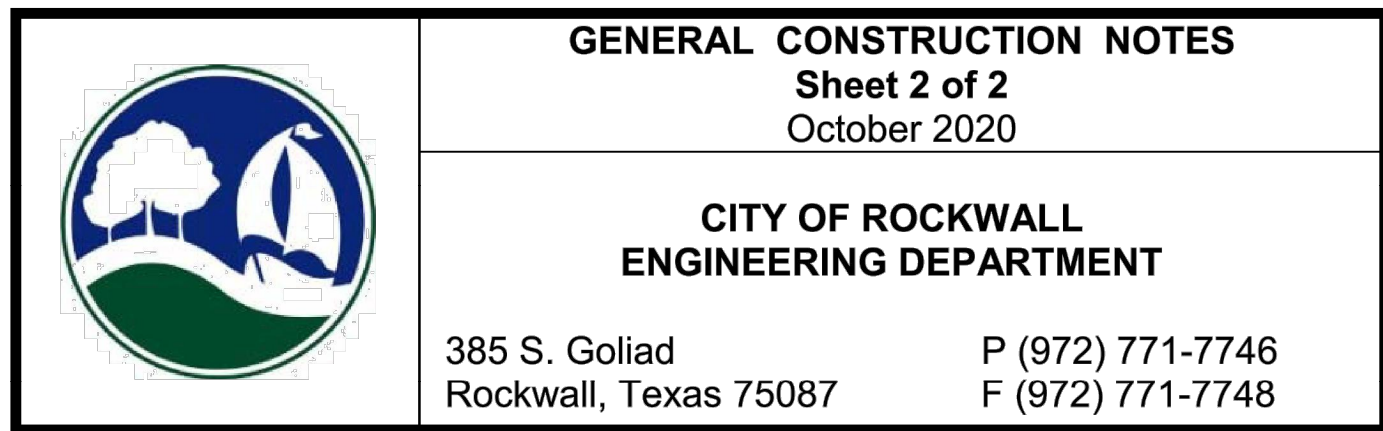 GENERAL CONSTRUCTION NOTES
Sheet 2 of 2
October 2020
CITY OF ROCKWALL
ENGINEERING DEPARTMENT
385 S. Goliad P (972) 771-7746
Rockwall, Texas 75087 F (972) 771-7748